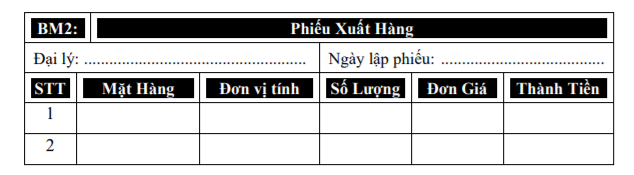 BM2: Phiếu Xuất Hàng
Đại lý: ..................................................... Ngày lập phiếu: .......................................
STT Mặt Hàng Đơn vị tính Số Lượng Đơn Giá Thành Tiền
1
2